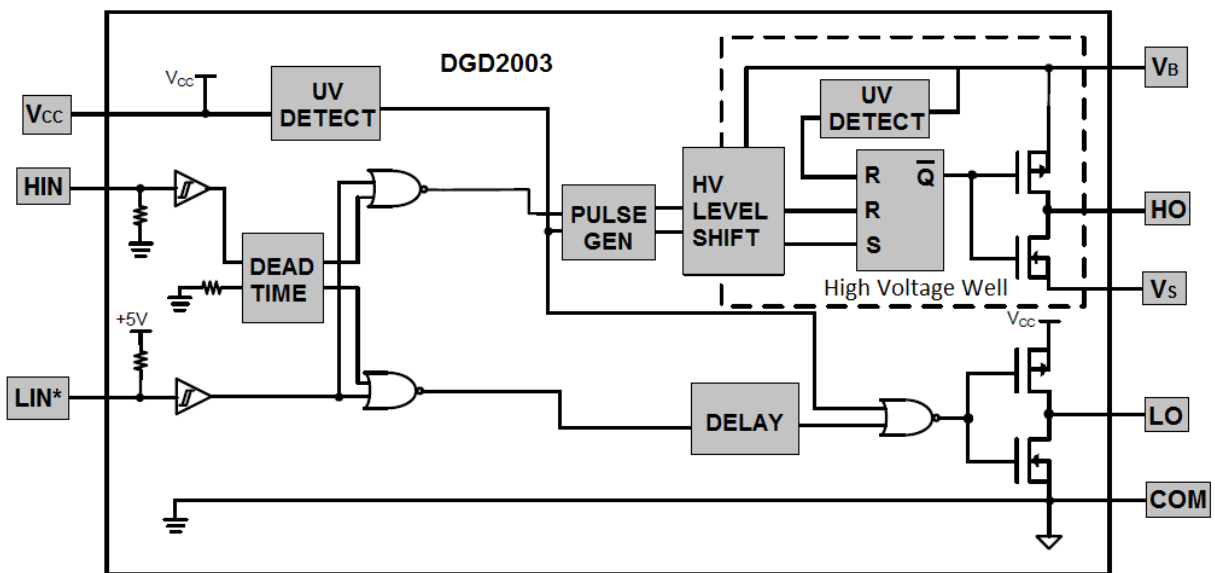 DGD2003
VCC
VCC
UV
DETECT
VB
UV
DETECT
HIN
HV
LEVEL
SHIFT
R
Q
R
S
HO
PULSE
GEN
DEAD
TIME
High Voltage Well
VS
+5V
VCC
LIN*
DELAY
LO
COM